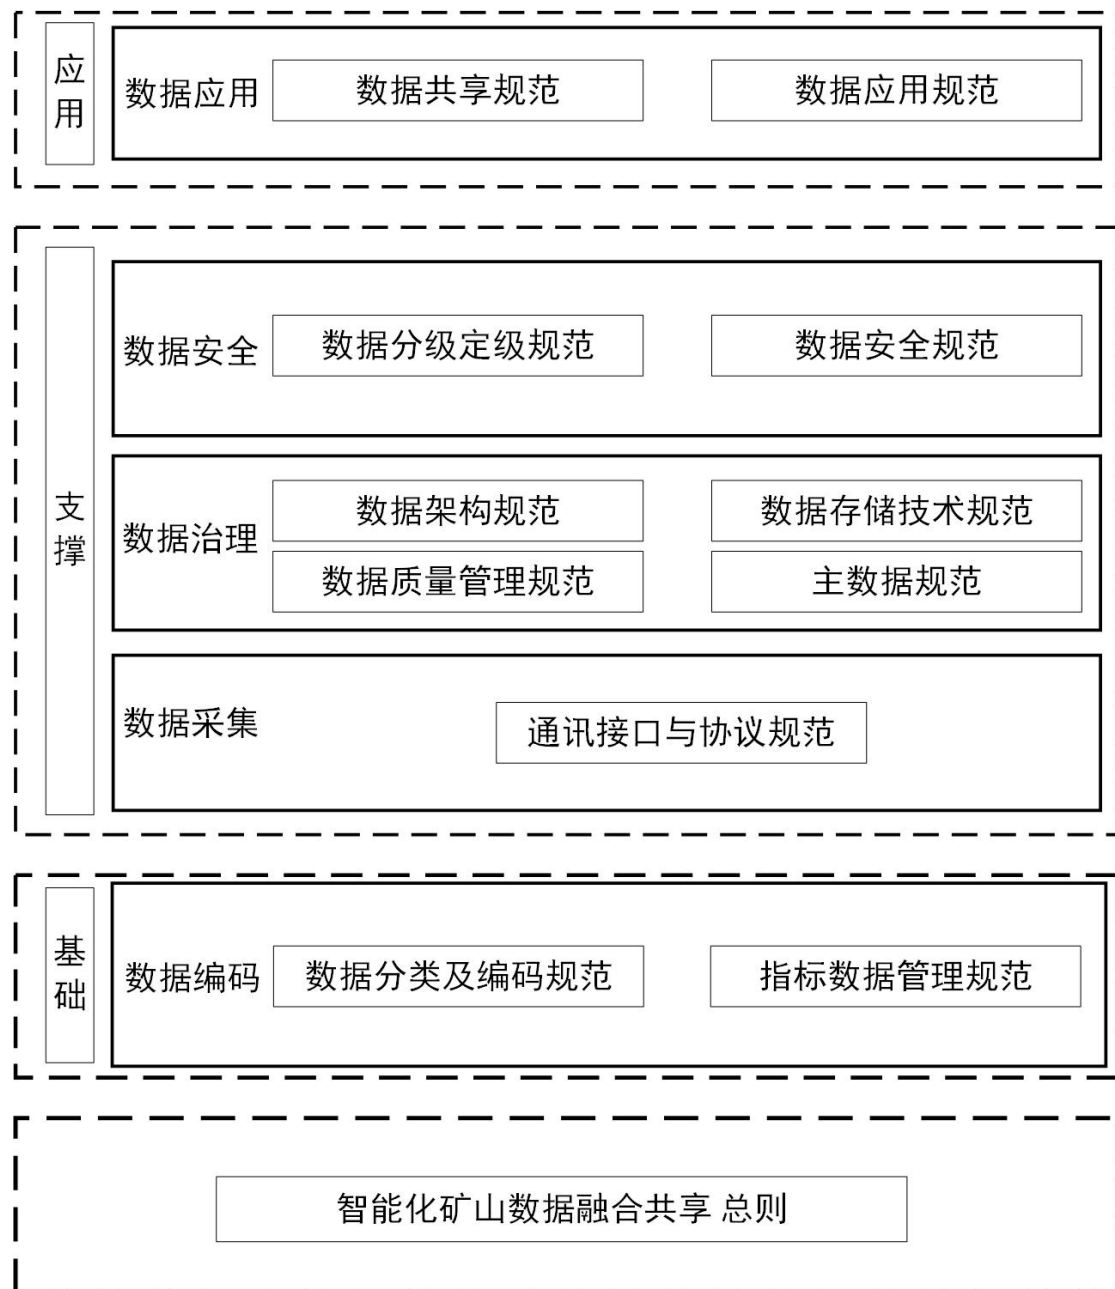 应用
数据应用
数据共享规范
数据应用规范
支撑
数据安全
数据分级定级规范
数据安全规范
数据治理
数据架构规范
数据存储技术规范
数据质量管理规范
主数据规范
数据采集
通讯接口与协议规范
基础
数据编码
数据分类及编码规范
指标数据管理规范
智能化矿山数据融合共享 总则